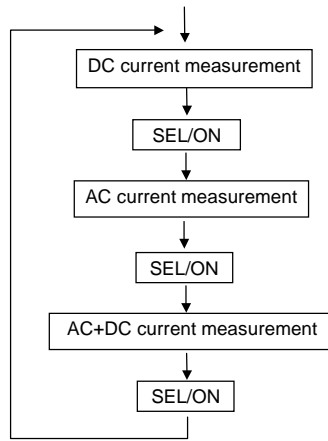 DC current measurement
SEL/ON
AC current measurement
SEL/ON
AC+DC current measurement
SEL/ON